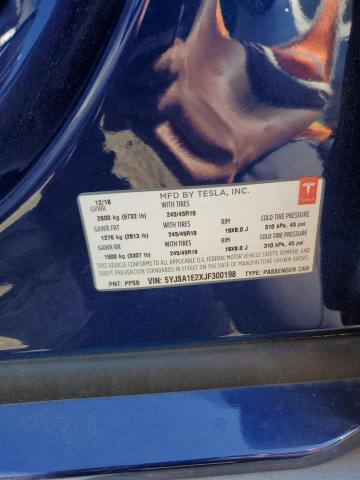 MFD BY TESLA, INC.
12/18
GVWR
2600 kg (5732 lb)
WITH TIRES
245/45R19
RIM
19X8.0 J
COLD TIRE PRESSURE
310 kPa, 45 psi
GAWR FRT
1276 kg (2813 lb)
WITH TIRES
245/45R19
RIM
19X8.0 J
COLD TIRE PRESSURE
310 kPa, 45 psi
GAWR RR
1500 kg (3307 lb)
THIS VEHICLE CONFORMS TO ALL APPLICABLE U.S. FEDERAL MOTOR VEHICLE
SAFETY, BUMPER, AND THEFT PREVENTION STANDARDS IN EFFECT
ON THE DATE OF MANUFACTURE SHOWN ABOVE.
PNT: PPSB
VIN: 5YJSA1E2XJF300198
TYPE: PASSENGER CAR
TESLA